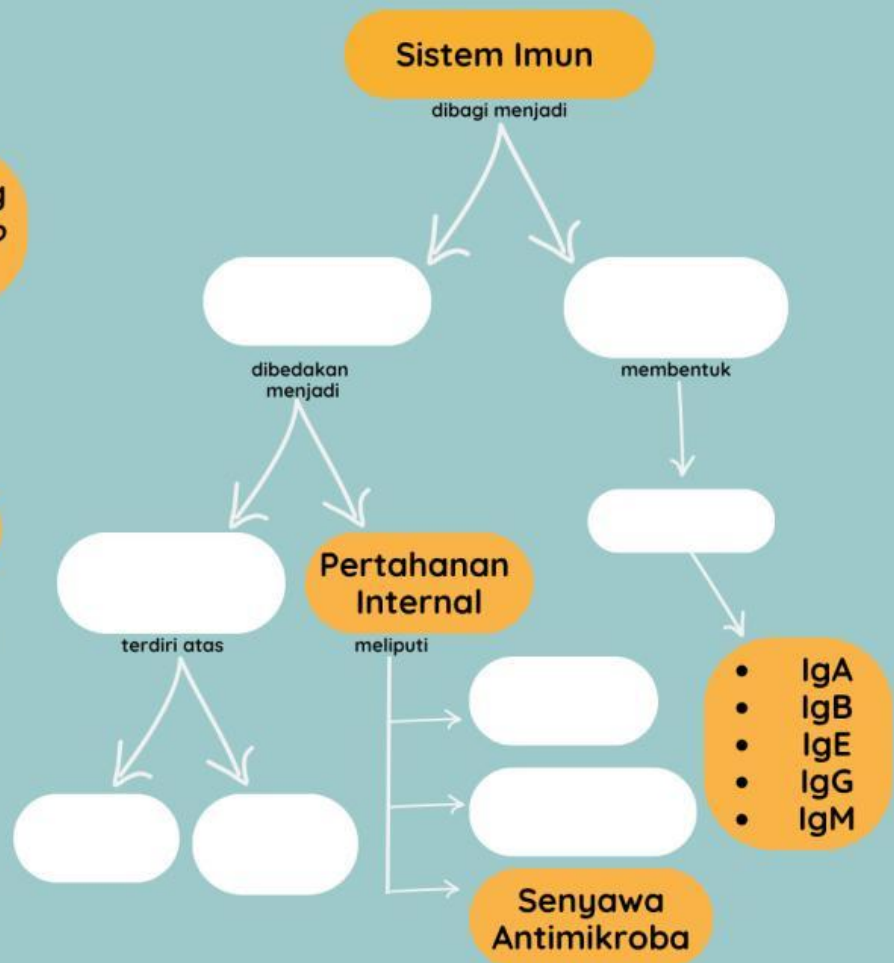 Sistem Imun
dibagi menjadi
dibedakan
menjadi
membentuk
Pertahanan
Internal
terdiri atas
meliputi
• IgA
• IgB
• IgE
• IgG
• IgM
Senyawa
Antimikroba